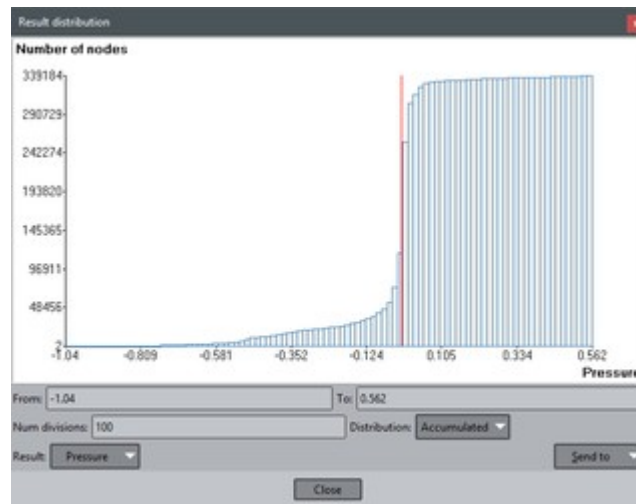 Result distribution
Number of nodes
339184
290729
242274
193820
145365
96911
48456
2
-1.04 -0.809 -0.581 -0.352 -0.124 0.105 0.334 0.562
Pressure
From: -1.04 To: 0.562
Num divisions: 100 Distribution: Accumulated
Result: Pressure Send to
Close